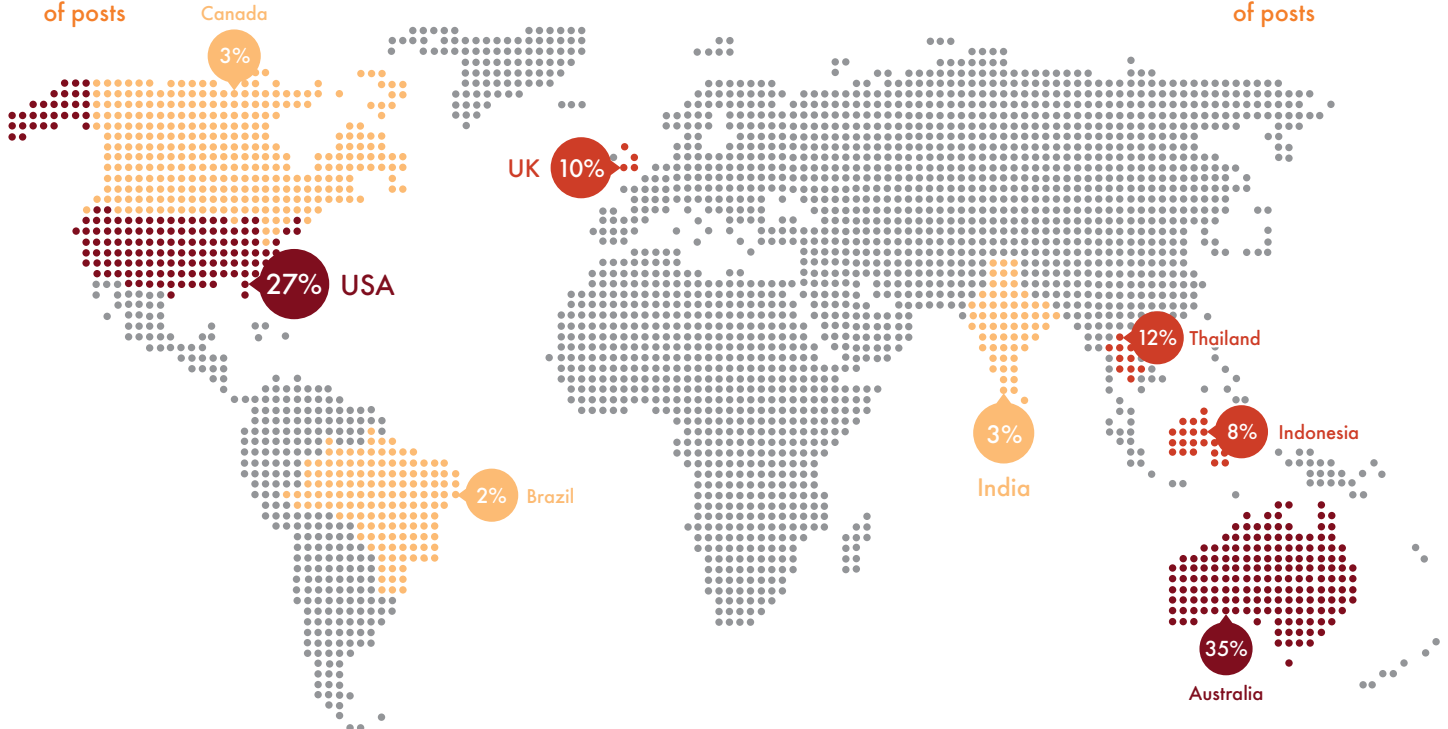 of posts
of posts
Canada
3%
UK
10%
27%
USA
12%
Thailand
8%
Indonesia
3%
India
2%
Brazil
35%
Australia